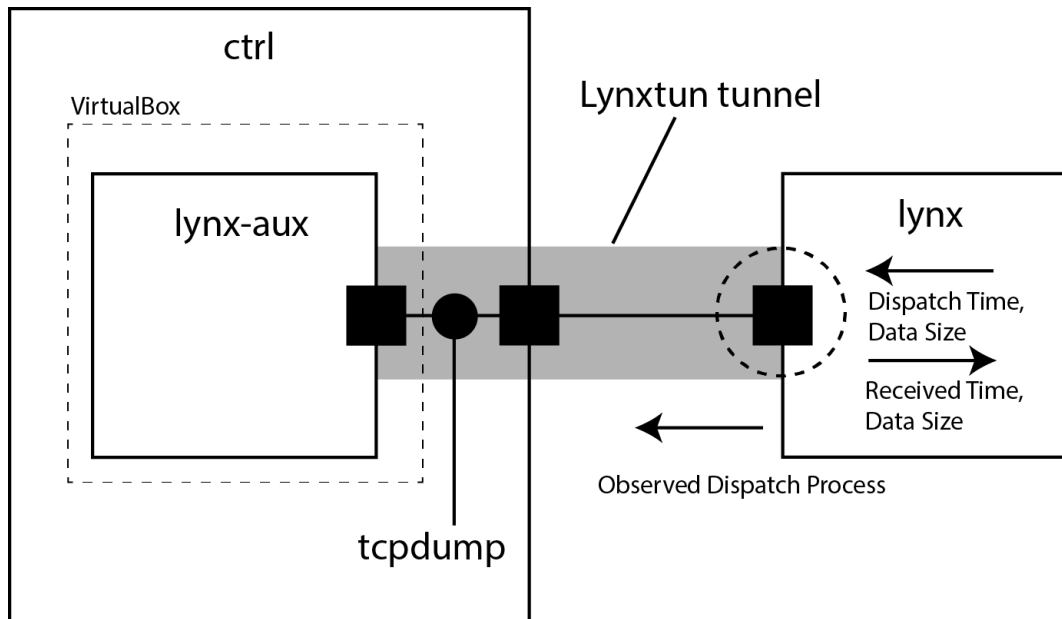 ctrl
VirtualBox
lynx-aux
Lynxtun tunnel
lynx
Dispatch Time,
Data Size
Received Time,
Data Size
Observed Dispatch Process
tcpdump